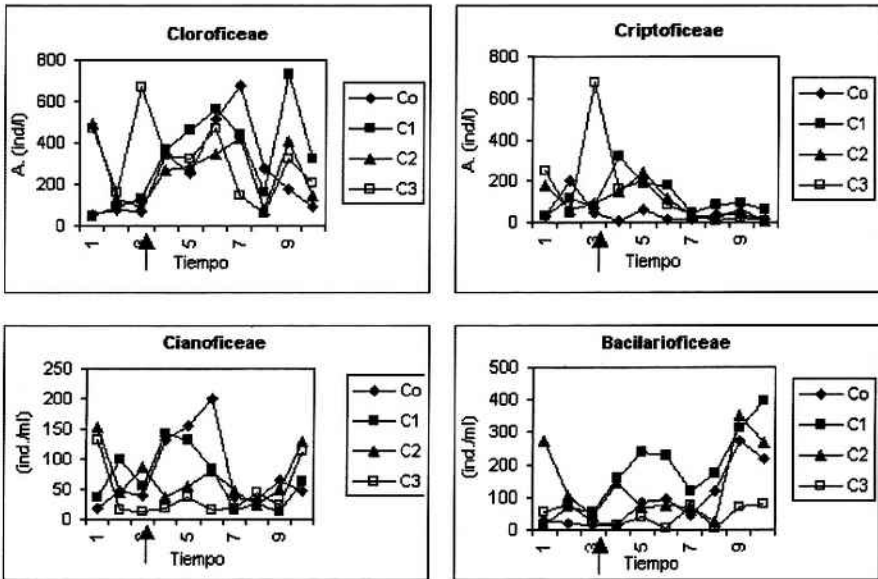 Cloroficeae
A. (ind/l)
800
600
400
200
0
1
3
5
7
9
Tiempo
Co
C1
C2
C3
Criptoficeae
A. (ind/l)
800
600
400
200
0
1
3
5
7
9
Tiempo
Co
C1
C2
C3
Cianoficeae
(ind./ml)
250
200
150
100
50
0
1
3
5
7
9
Tiempo
Co
C1
C2
C3
Bacilarioficeae
(ind./ml)
500
400
300
200
100
0
1
3
5
7
9
Tiempo
Co
C1
C2
C3